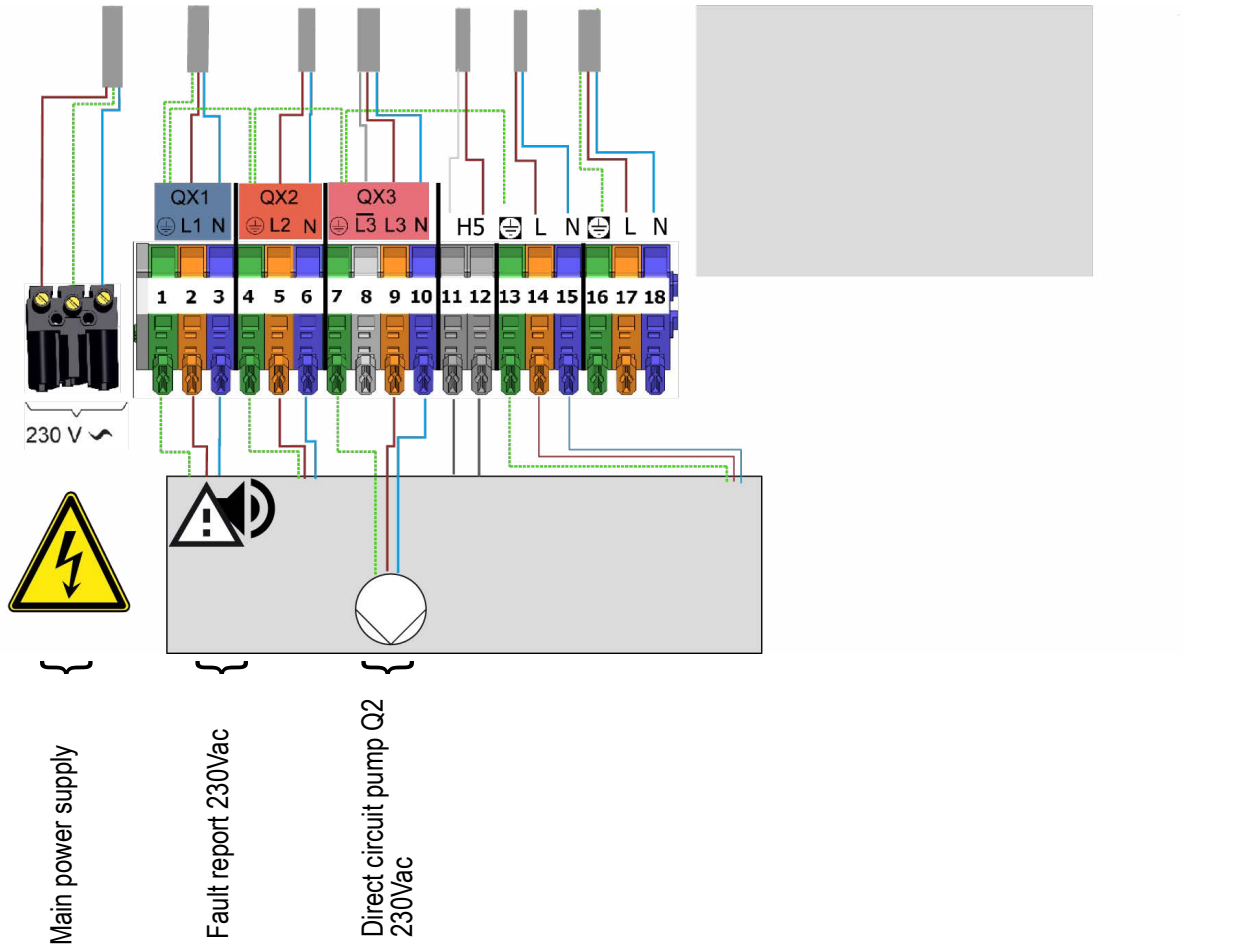 QX1 QX2 QX3
L1 N L2 N L3 L3 N H5 L N L N
1 2 3 4 5 6 7 8 9 10 11 12 13 14 15 16 17 18
230 V
Main power supply
Fault report 230Vac
Direct circuit pump Q2
230Vac